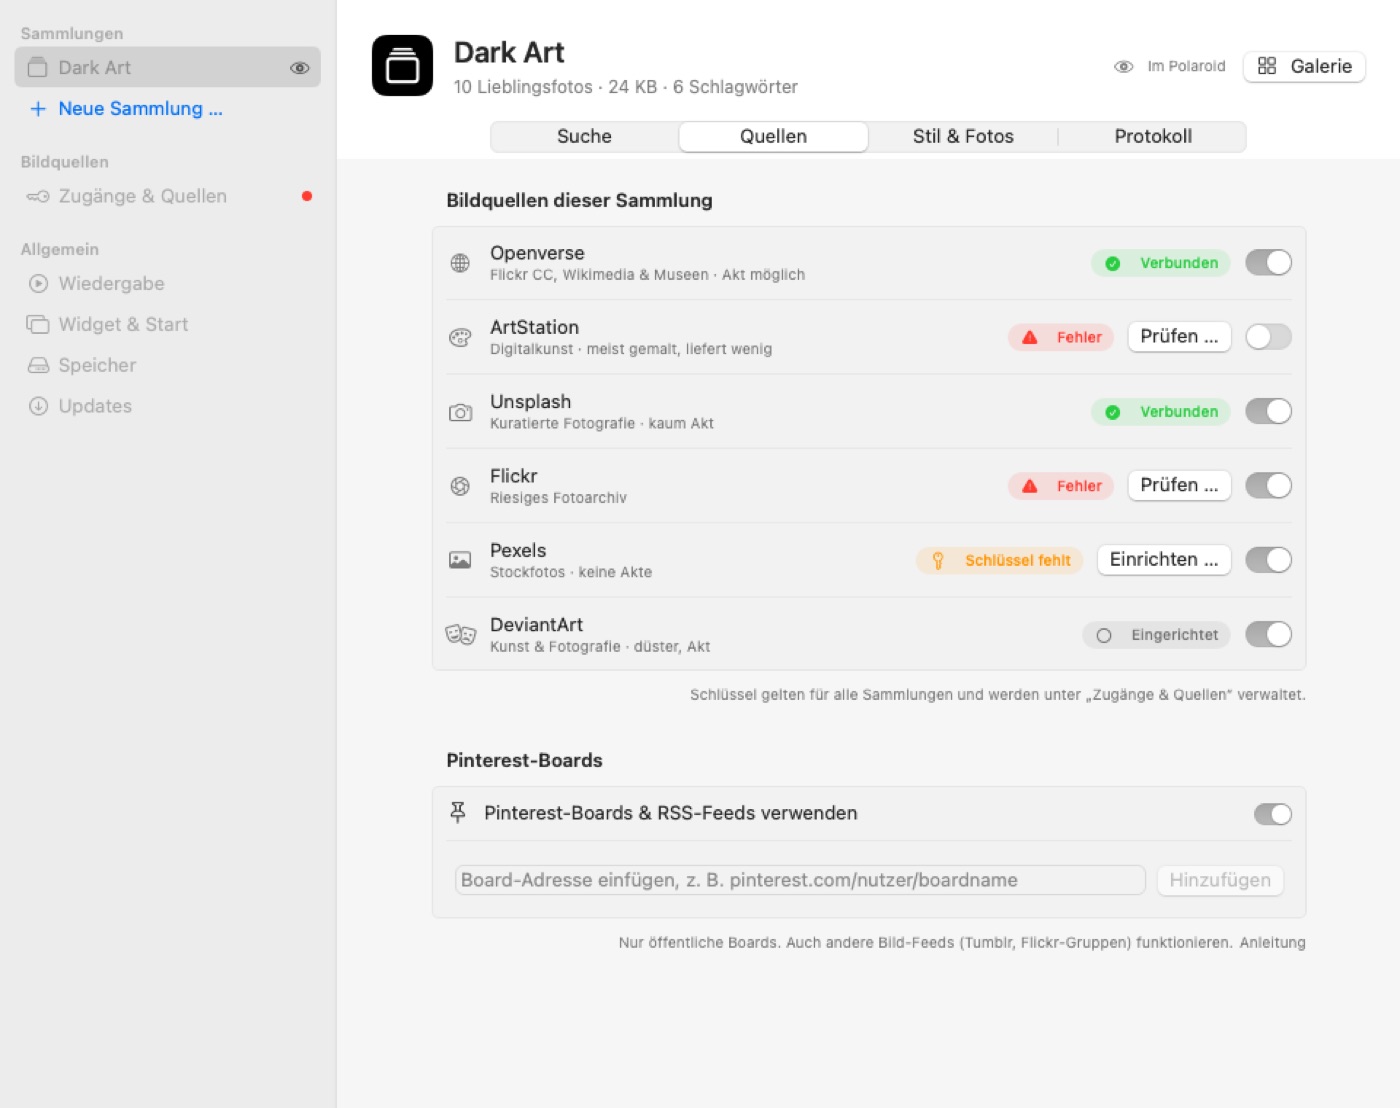 Sammlungen
Dark Art
Neue Sammlung ...
Bildquellen
Zugänge & Quellen
Allgemein
Wiedergabe
Widget & Start
Speicher
Updates
Dark Art
10 Lieblingsfotos · 24 KB · 6 Schlagwörter
Im Polaroid
Galerie
Suche
Quellen
Stil & Fotos
Protokoll
Bildquellen dieser Sammlung
Openverse
Flickr CC, Wikimedia & Museen · Akt möglich
Verbunden
ArtStation
Digitalkunst · meist gemalt, liefert wenig
Fehler
Prüfen ...
Unsplash
Kuratierte Fotografie · kaum Akt
Verbunden
Flickr
Riesiges Fotoarchiv
Fehler
Prüfen ...
Pexels
Stockfotos · keine Akte
Schlüssel fehlt
Einrichten ...
DeviantArt
Kunst & Fotografie · düster, Akt
Eingerichtet
Schlüssel gelten für alle Sammlungen und werden unter „Zugänge & Quellen“ verwaltet.
Pinterest-Boards
Pinterest-Boards & RSS-Feeds verwenden
Board-Adresse einfügen, z. B. pinterest.com/nutzer/boardname
Hinzufügen
Nur öffentliche Boards. Auch andere Bild-Feeds (Tumblr, Flickr-Gruppen) funktionieren. Anleitung